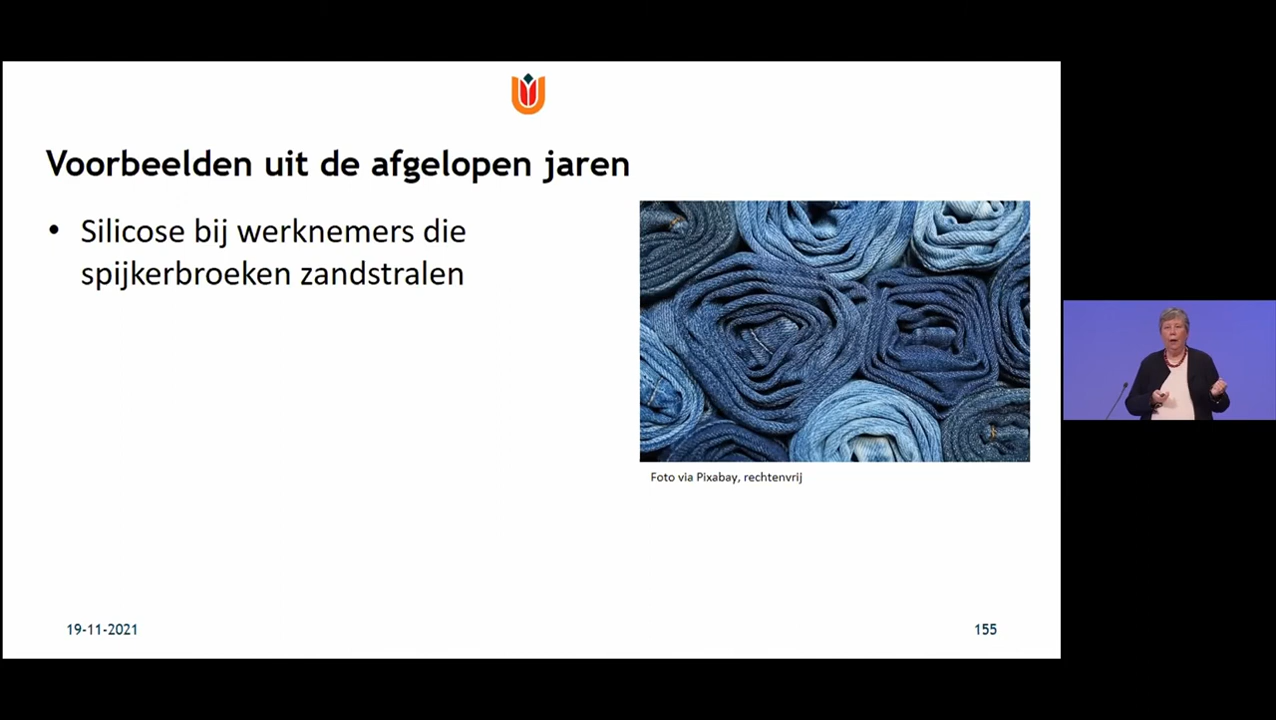 Voorbeelden uit de afgelopen jaren
• Silicose bij werknemers die
spijkerbroeken zandstralen
Foto via Pixabay, rechtenvrij
19-11-2021
155